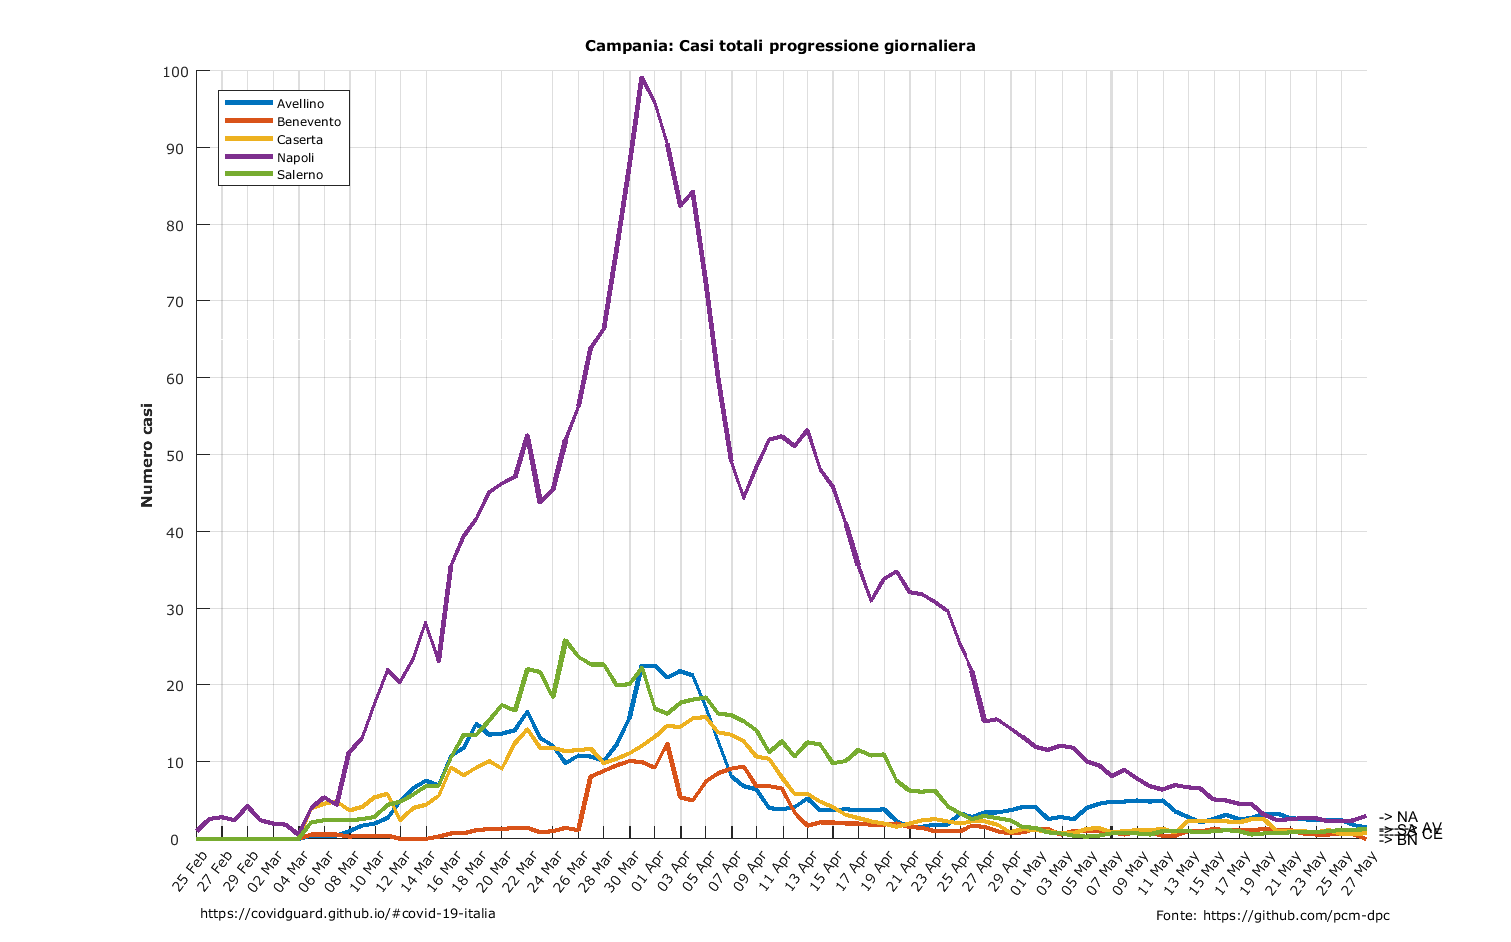 Campania: Casi totali progressione giornaliera
100
90
80
70
60
50
40
30
20
10
0
Numero casi
Avellino
Benevento
Caserta
Napoli
Salerno
-> NA
-> AV
-> SA
-> CE
-> BN
25 Feb
27 Feb
29 Feb
02 Mar
04 Mar
06 Mar
08 Mar
10 Mar
12 Mar
14 Mar
16 Mar
18 Mar
20 Mar
22 Mar
24 Mar
26 Mar
28 Mar
30 Mar
01 Apr
03 Apr
05 Apr
07 Apr
09 Apr
11 Apr
13 Apr
15 Apr
17 Apr
19 Apr
21 Apr
23 Apr
25 Apr
27 Apr
29 Apr
01 May
03 May
05 May
07 May
09 May
11 May
13 May
15 May
17 May
19 May
21 May
23 May
25 May
27 May
https://covidguard.github.io/#covid-19-italia
Fonte: https://github.com/pcm-dpc